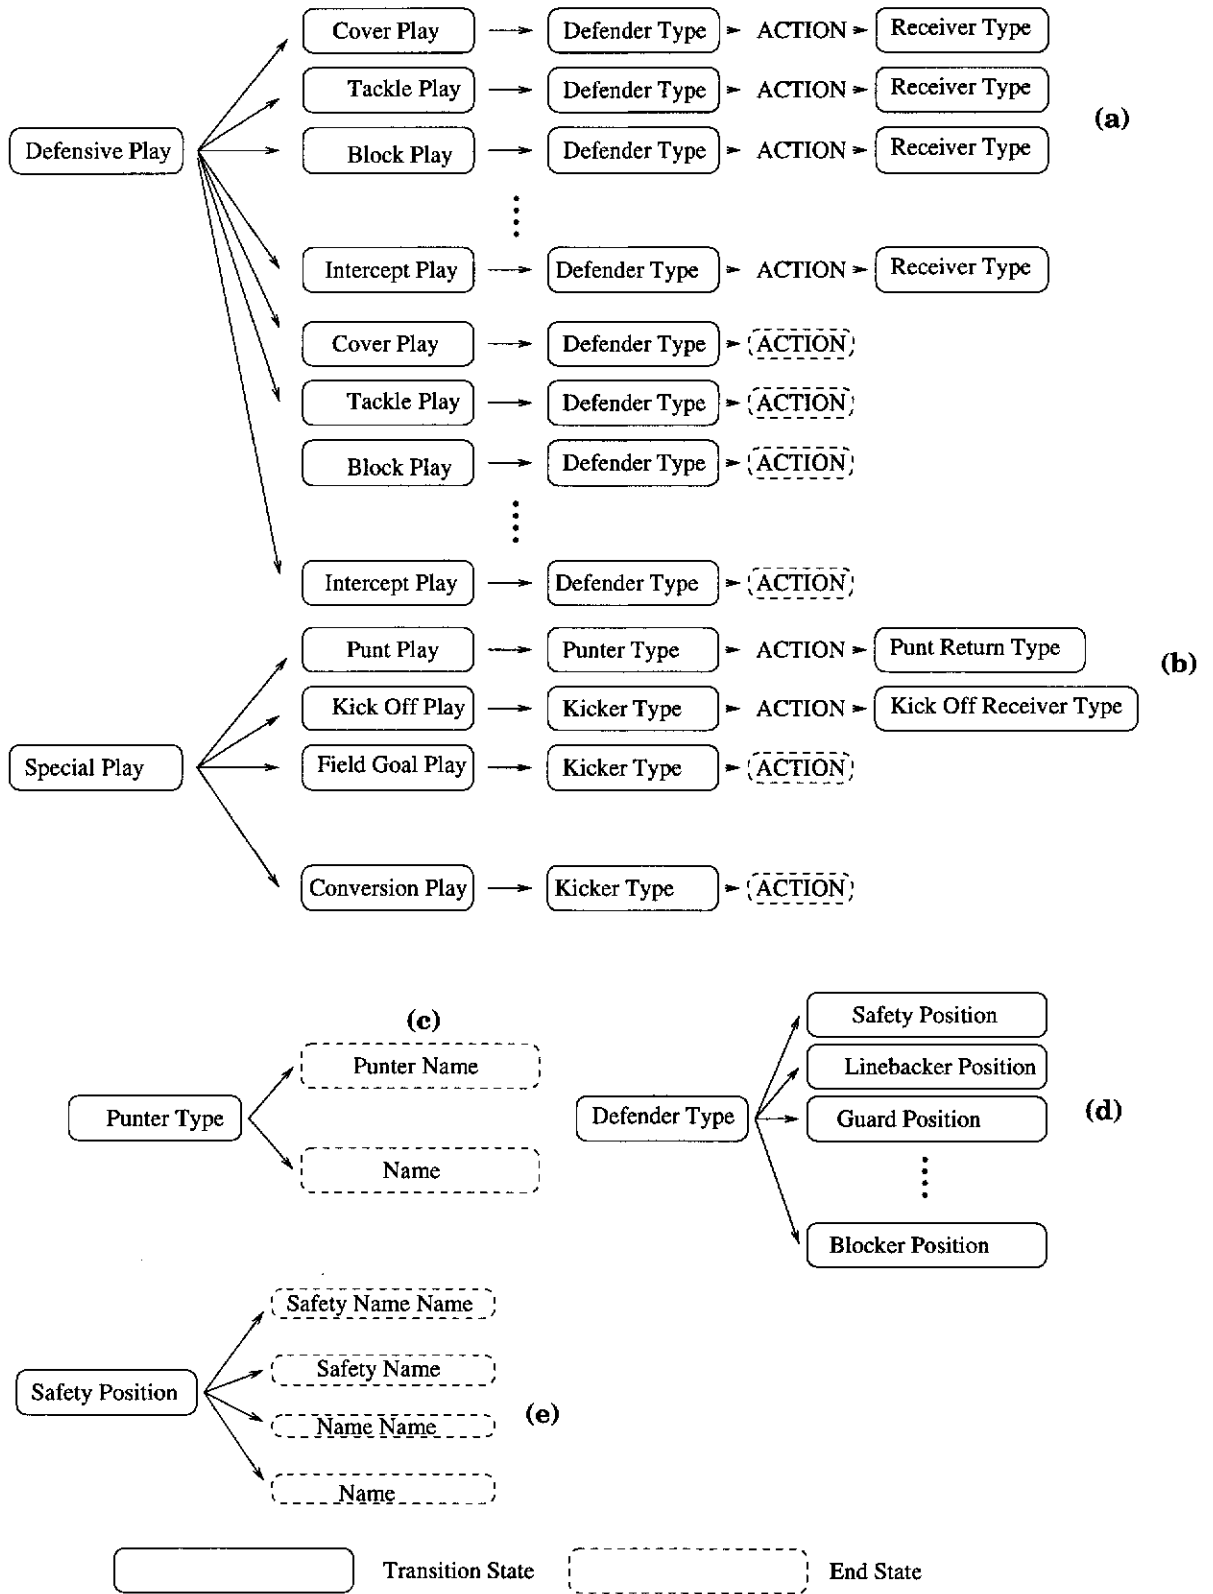 Cover Play Defender Type ACTION Receiver Type
Tackle Play Defender Type ACTION Receiver Type
(a)
Defensive Play Block Play Defender Type ACTION Receiver Type
Intercept Play Defender Type ACTION Receiver Type
Cover Play Defender Type ACTION
Tackle Play Defender Type ACTION
Block Play Defender Type ACTION
Intercept Play Defender Type ACTION
Punt Play Punter Type ACTION Punt Return Type
(b)
Kick Off Play Kicker Type ACTION Kick Off Receiver Type
Special Play Field Goal Play Kicker Type ACTION
Conversion Play Kicker Type ACTION
(c)
Punter Name
Punter Type
Name
Safety Position
Linebacker Position
Defender Type Guard Position
(d)
Blocker Position
Safety Name Name
Safety Name
Safety Position
Name Name
(e)
Name
Transition State End State